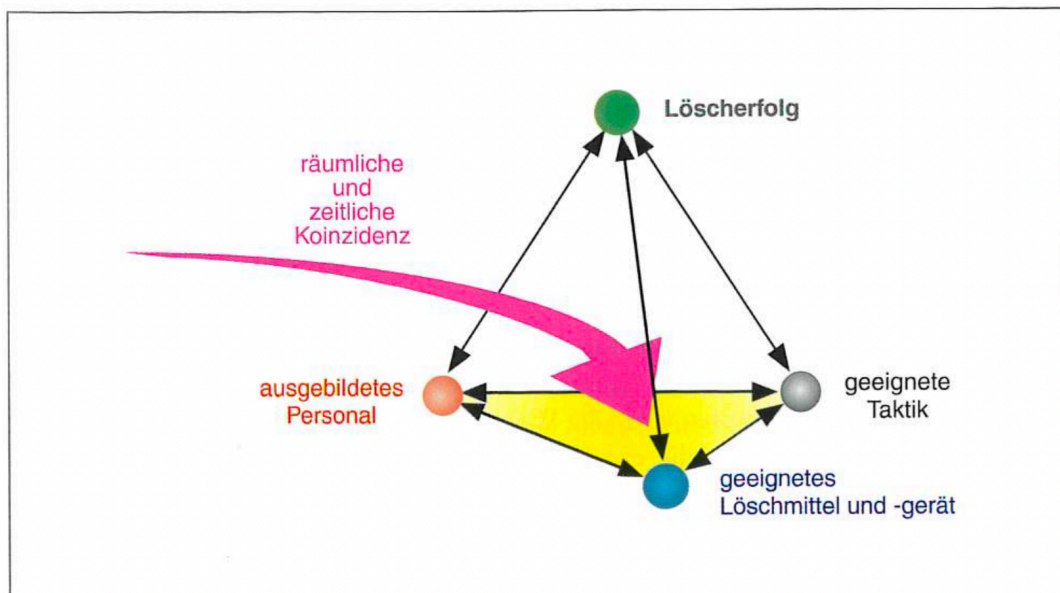 Löscherfolg
räumliche
und
zeitliche
Koinzidenz
ausgebildetes
Personal
geeignete
Taktik
geeignetes
Löschmittel und -gerät